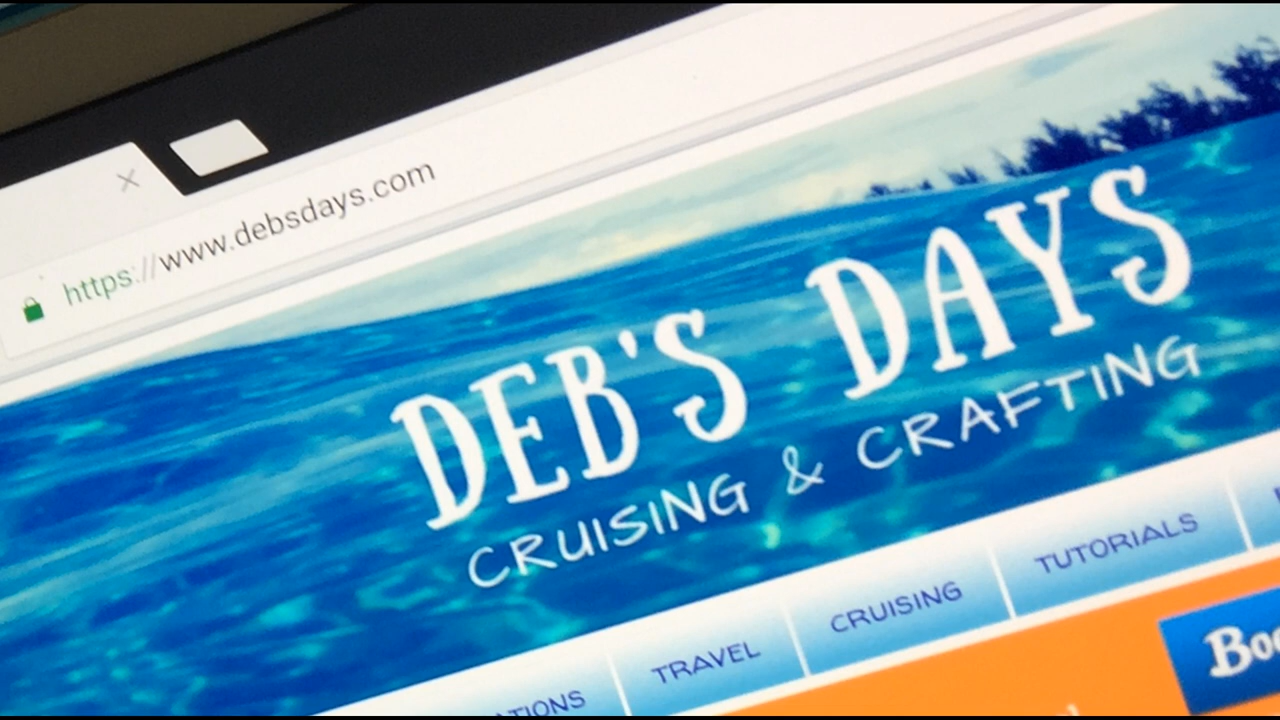 https://www.debsdays.com
DEB'S DAYS
CRUISING & CRAFTING
TRAVEL CRUISING TUTORIALS